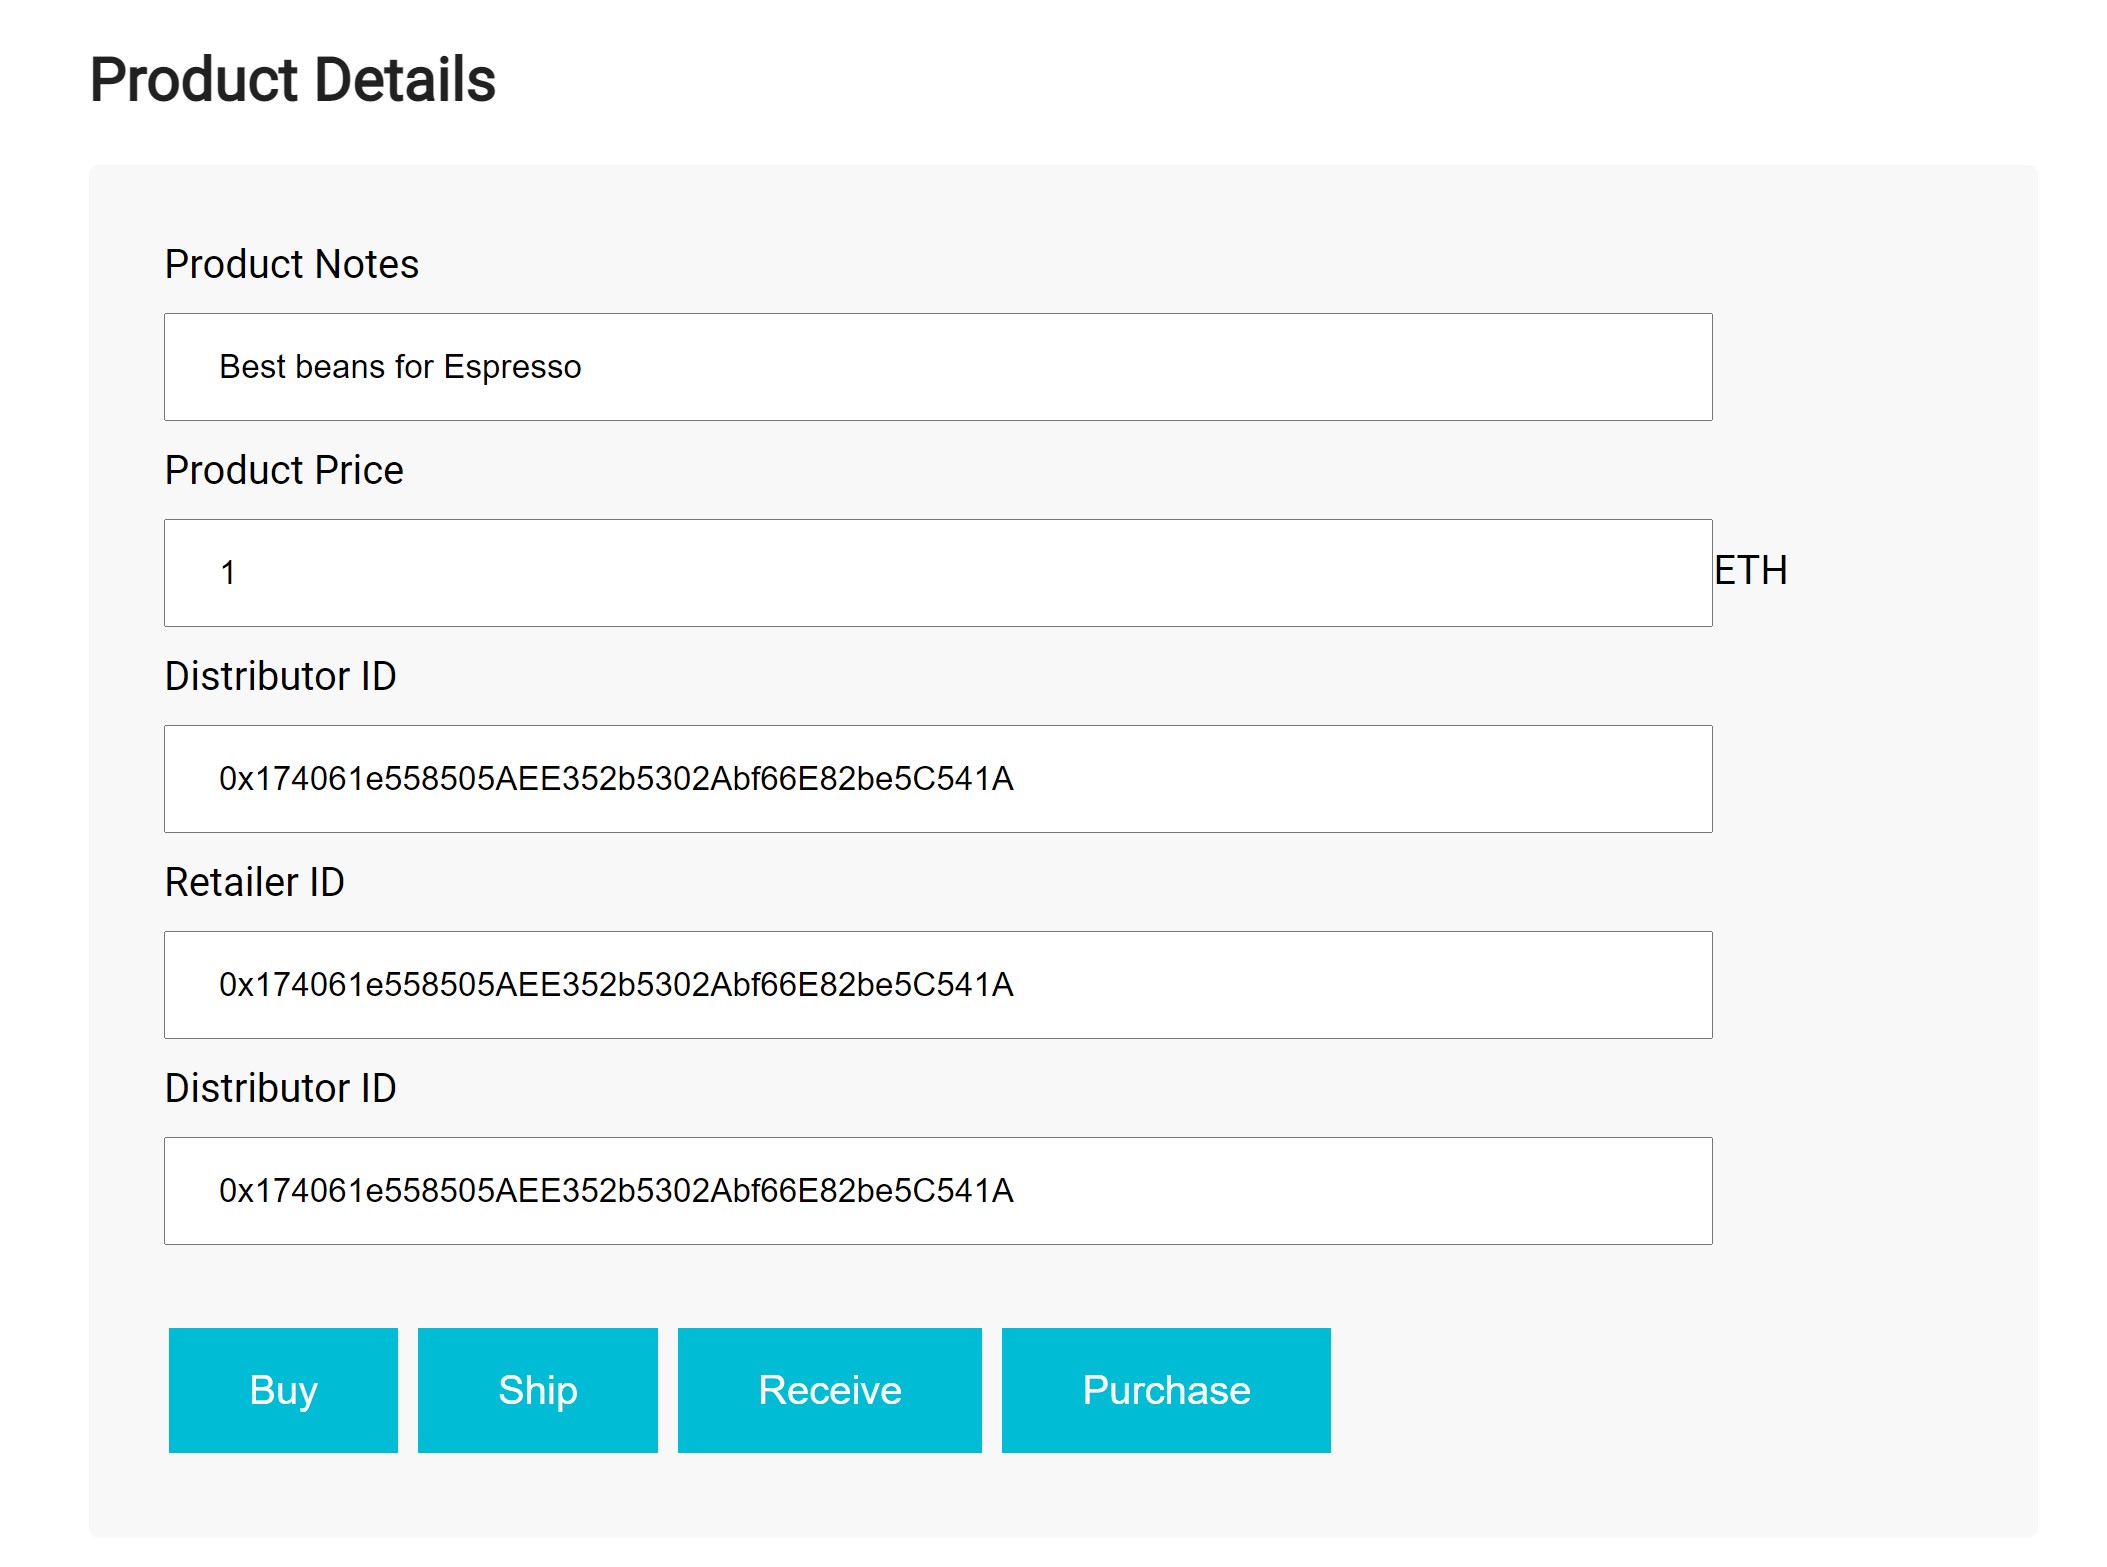 Product Details
Product Notes
Best beans for Espresso
Product Price
1
ETH
Distributor ID
0x174061e558505AEE352b5302Abf66E82be5C541A
Retailer ID
0x174061e558505AEE352b5302Abf66E82be5C541A
Distributor ID
0x174061e558505AEE352b5302Abf66E82be5C541A
Buy Ship Receive Purchase